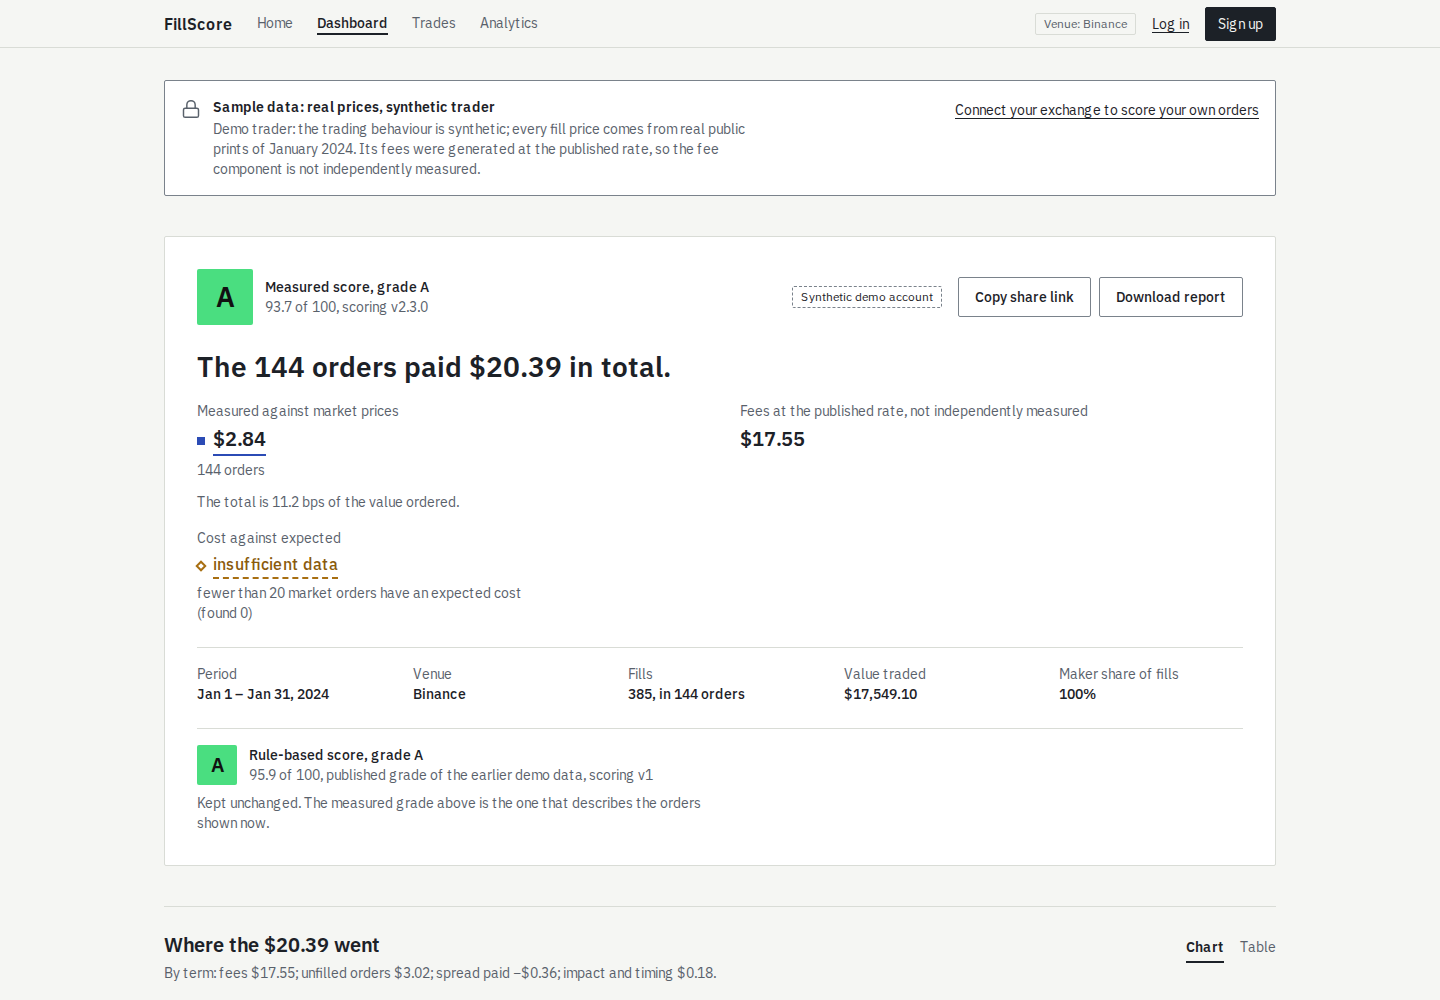 FillScore Home Dashboard Trades Analytics Venue: Binance Log in Sign up
Sample data: real prices, synthetic trader
Connect your exchange to score your own orders
Demo trader: the trading behaviour is synthetic; every fill price comes from real public
prints of January 2024. Its fees were generated at the published rate, so the fee
component is not independently measured.
A
Measured score, grade A
93.7 of 100, scoring v2.3.0
Synthetic demo account
Copy share link
Download report
The 144 orders paid $20.39 in total.
Measured against market prices
$2.84
144 orders
Fees at the published rate, not independently measured
$17.55
The total is 11.2 bps of the value ordered.
Cost against expected
insufficient data
fewer than 20 market orders have an expected cost
(found 0)
Period
Jan 1 – Jan 31, 2024
Venue
Binance
Fills
385, in 144 orders
Value traded
$17,549.10
Maker share of fills
100%
A
Rule-based score, grade A
95.9 of 100, published grade of the earlier demo data, scoring v1
Kept unchanged. The measured grade above is the one that describes the orders
shown now.
Where the $20.39 went
Chart Table
By term: fees $17.55; unfilled orders $3.02; spread paid −$0.36; impact and timing $0.18.